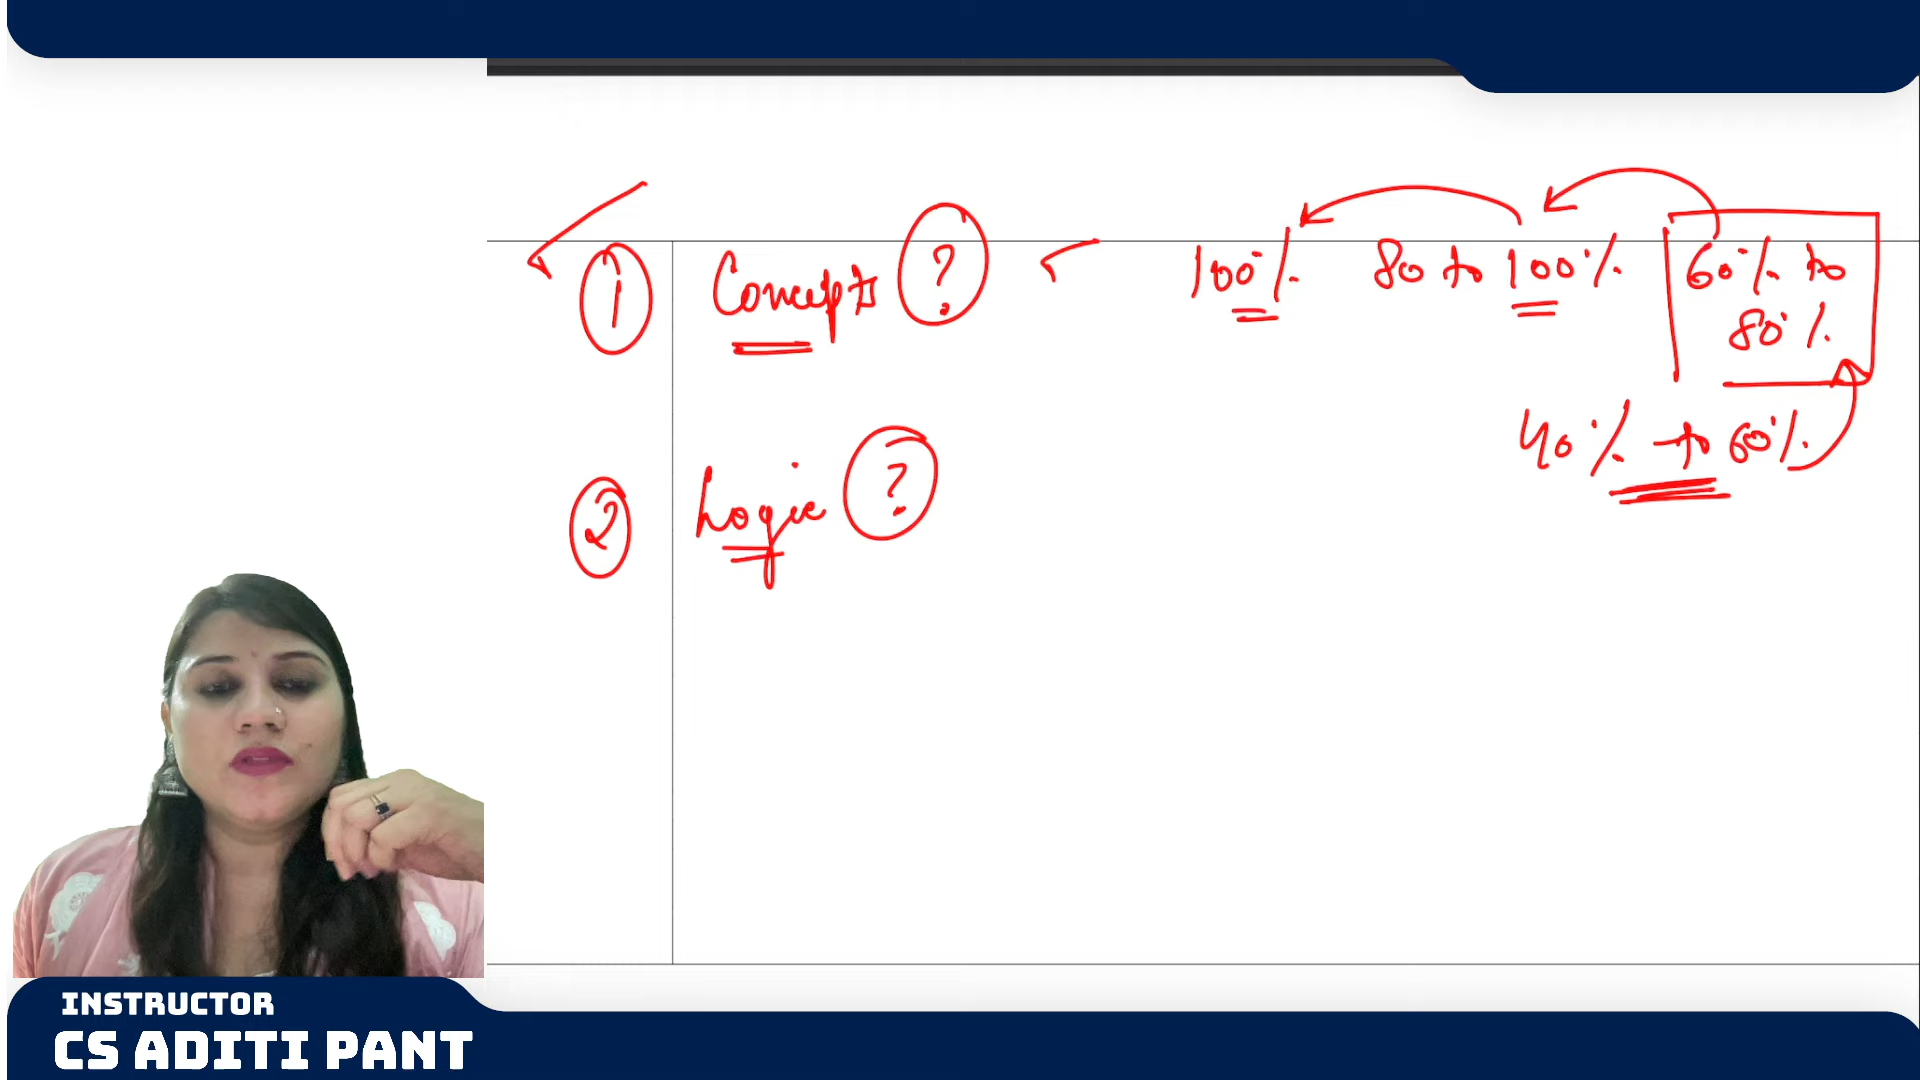 ① Concepts ? 100% 80 to 100% 60% to
80%
40% to 60%
② Logic ?
INSTRUCTOR
CS ADITI PANT